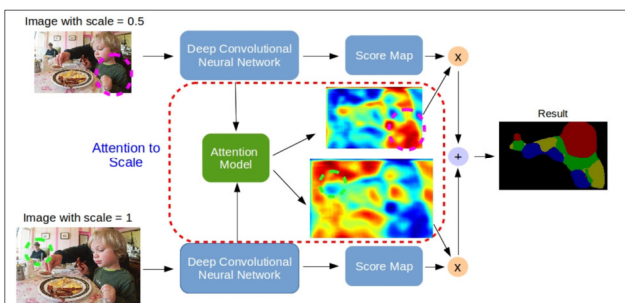 Image with scale = 0.5
Deep Convolutional
Neural Network
Score Map
X
Result
Attention to
Scale
Attention
Model
+
Image with scale = 1
Deep Convolutional
Neural Network
Score Map
X